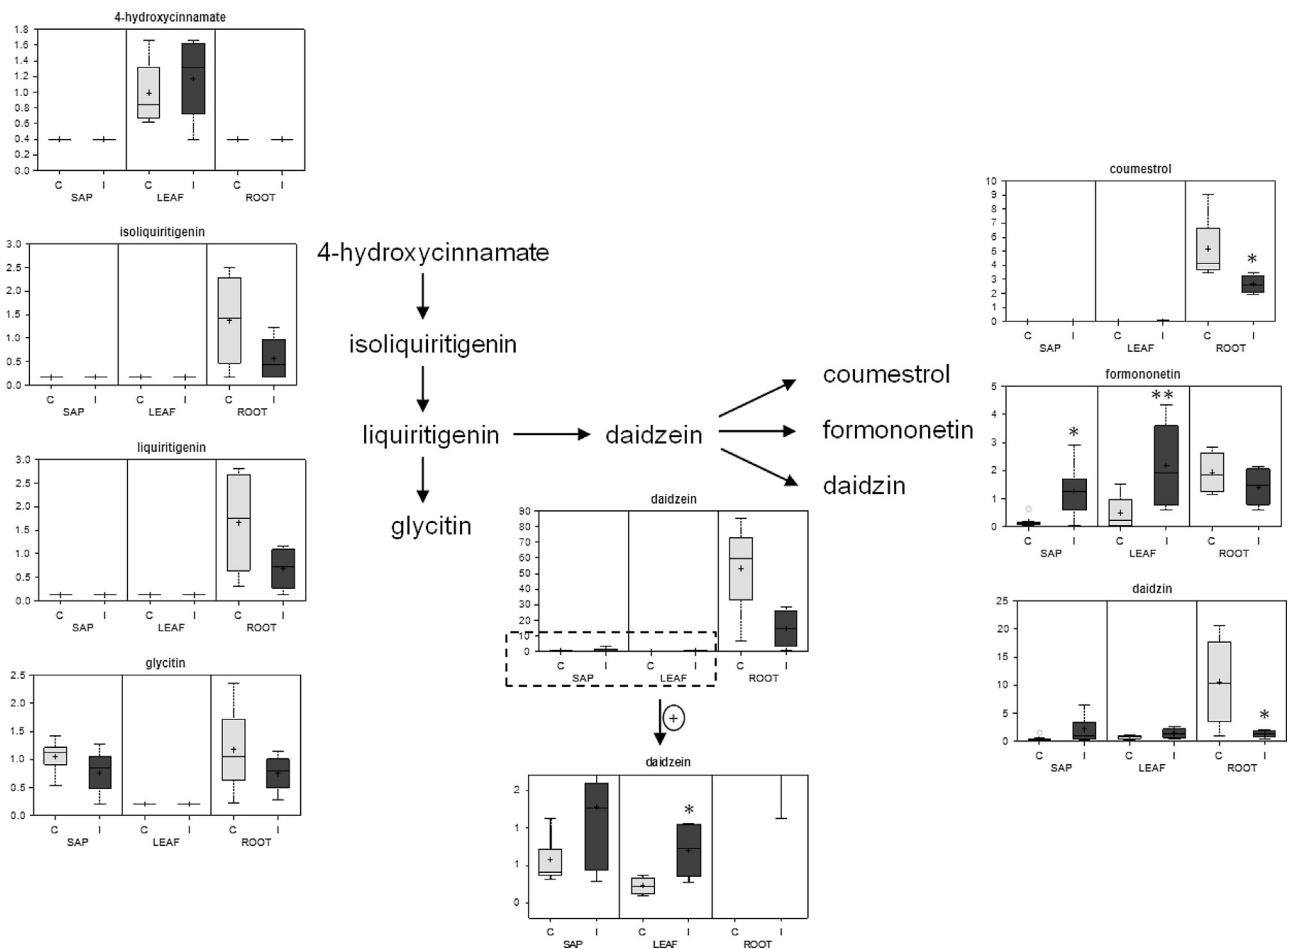 4-hydroxycinnamate
1.8
1.6
1.4
1.2
1.0
0.8
0.6
0.4
0.2
0.0
C I C I C I
SAP LEAF ROOT
isoliquiritigenin
3.0
2.5
2.0
1.5
1.0
0.5
0.0
C I C I C I
SAP LEAF ROOT
liquiritigenin
3.0
2.5
2.0
1.5
1.0
0.5
0.0
C I C I C I
SAP LEAF ROOT
glycitin
2.5
2.0
1.5
1.0
0.5
0.0
C I C I C I
SAP LEAF ROOT
4-hydroxycinnamate
isoliquiritigenin
liquiritigenin
daidzein
glycitin
coumestrol
formononetin
daidzin
daidzein
90
80
70
60
50
40
30
20
10
0
C I C I C I
SAP LEAF ROOT
+
daidzein
2
1
1
0
*
C I C I C I
SAP LEAF ROOT
coumestrol
10
9
8
7
6
5
4
3
2
1
0
*
C I C I C I
SAP LEAF ROOT
formononetin
5
4
3
2
1
0
* **
C I C I C I
SAP LEAF ROOT
daidzin
25
20
15
10
5
0
*
C I C I C I
SAP LEAF ROOT